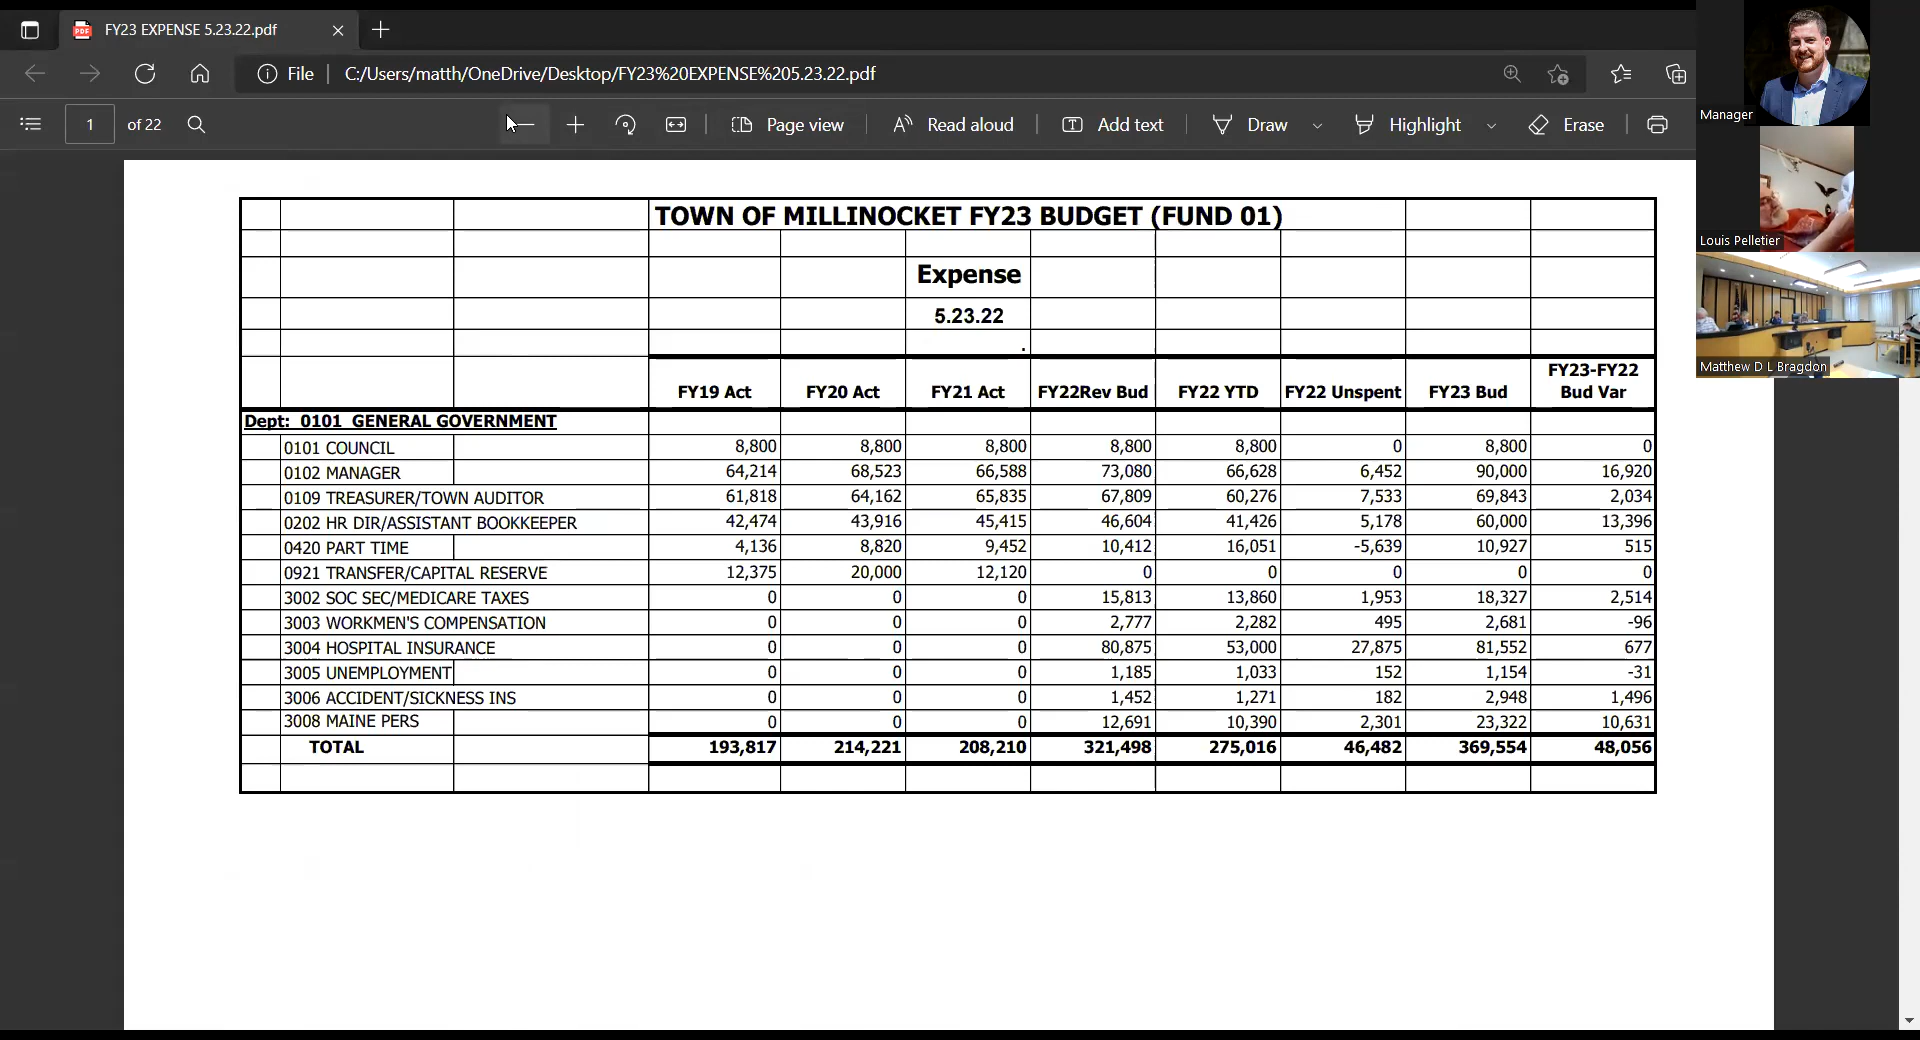 FY23 EXPENSE 5.23.22.pdf
File C:/Users/matth/OneDrive/Desktop/FY23%20EXPENSE%205.23.22.pdf
1 of 22 Page view Read aloud Add text Draw Highlight Erase
Manager
Louis Pelletier
Matthew D L Bragdon
TOWN OF MILLINOCKET FY23 BUDGET (FUND 01)
Expense
5.23.22
.
FY19 Act FY20 Act FY21 Act FY22Rev Bud FY22 YTD FY22 Unspent FY23 Bud FY23-FY22 Bud Var
Dept: 0101 GENERAL GOVERNMENT
0101 COUNCIL 8,800 8,800 8,800 8,800 8,800 0 8,800 0
0102 MANAGER 64,214 68,523 66,588 73,080 66,628 6,452 90,000 16,920
0109 TREASURER/TOWN AUDITOR 61,818 64,162 65,835 67,809 60,276 7,533 69,843 2,034
0202 HR DIR/ASSISTANT BOOKKEEPER 42,474 43,916 45,415 46,604 41,426 5,178 60,000 13,396
0420 PART TIME 4,136 8,820 9,452 10,412 16,051 -5,639 10,927 515
0921 TRANSFER/CAPITAL RESERVE 12,375 20,000 12,120 0 0 0 0 0
3002 SOC SEC/MEDICARE TAXES 0 0 0 15,813 13,860 1,953 18,327 2,514
3003 WORKMEN'S COMPENSATION 0 0 0 2,777 2,282 495 2,681 -96
3004 HOSPITAL INSURANCE 0 0 0 80,875 53,000 27,875 81,552 677
3005 UNEMPLOYMENT 0 0 0 1,185 1,033 152 1,154 -31
3006 ACCIDENT/SICKNESS INS 0 0 0 1,452 1,271 182 2,948 1,496
3008 MAINE PERS 0 0 0 12,691 10,390 2,301 23,322 10,631
TOTAL 193,817 214,221 208,210 321,498 275,016 46,482 369,554 48,056